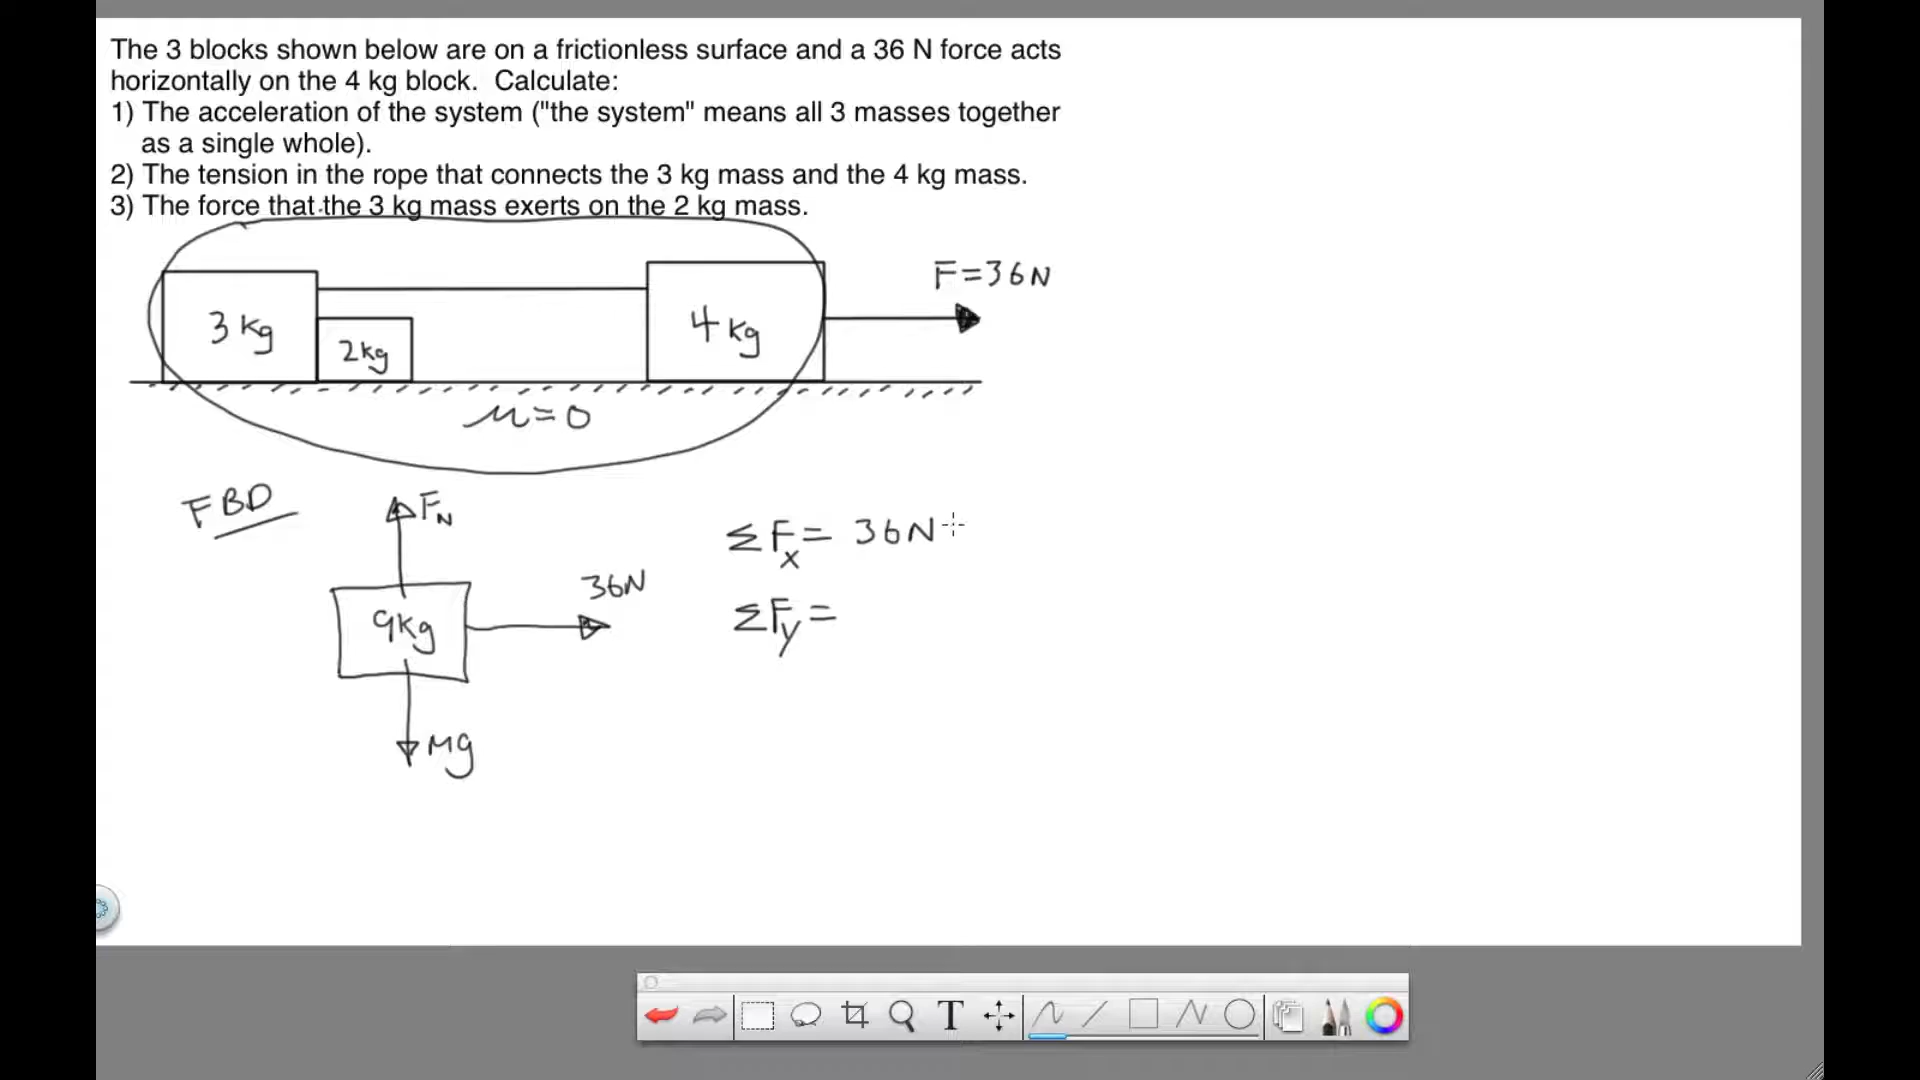 The 3 blocks shown below are on a frictionless surface and a 36 N force acts
horizontally on the 4 kg block.  Calculate:
1) The acceleration of the system ("the system" means all 3 masses together
as a single whole).
2) The tension in the rope that connects the 3 kg mass and the 4 kg mass.
3) The force that the 3 kg mass exerts on the 2 kg mass.
F=36N
3 kg
2kg
4 kg
μ=0
FBD
F_N
ΣF_x= 36N
36N
9kg
ΣF_y=
Mg
T